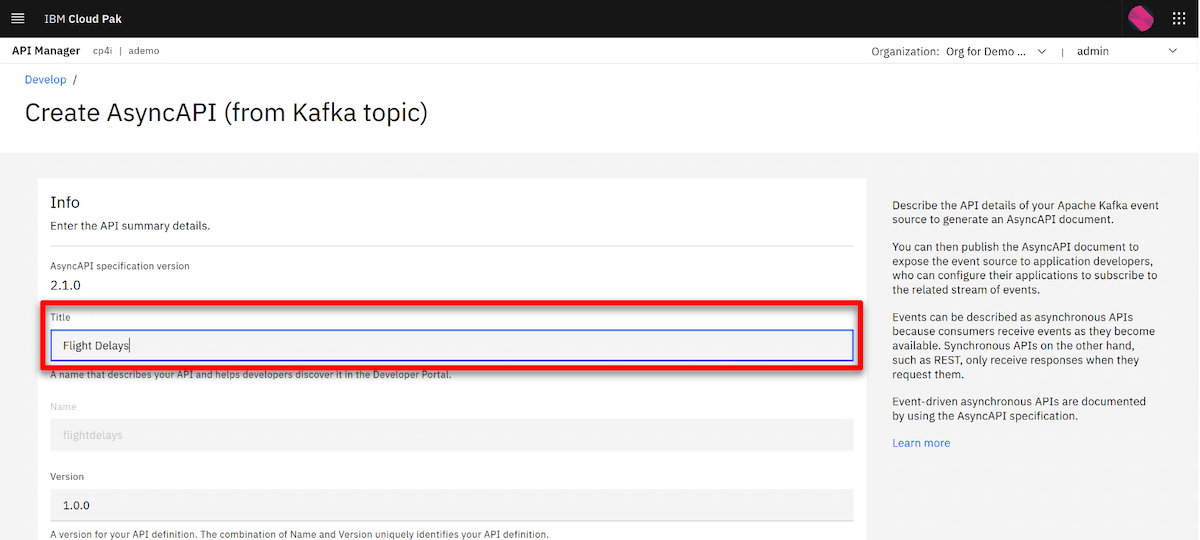 IBM Cloud Pak
API Manager cp4i | ademo
Organization: Org for Demo ... | admin
Develop /
Create AsyncAPI (from Kafka topic)
Info
Enter the API summary details.
AsyncAPI specification version
2.1.0
Title
Flight Delays
A name that describes your API and helps developers discover it in the Developer Portal.
Name
flightdelays
Version
1.0.0
A version for your API definition. The combination of Name and Version uniquely identifies your API definition.
Describe the API details of your Apache Kafka event
source to generate an AsyncAPI document.
You can then publish the AsyncAPI document to
expose the event source to application developers,
who can configure their applications to subscribe to
the related stream of events.
Events can be described as asynchronous APIs
because consumers receive events as they become
available. Synchronous APIs on the other hand,
such as REST, only receive responses when they
request them.
Event-driven asynchronous APIs are documented
by using the AsyncAPI specification.
Learn more